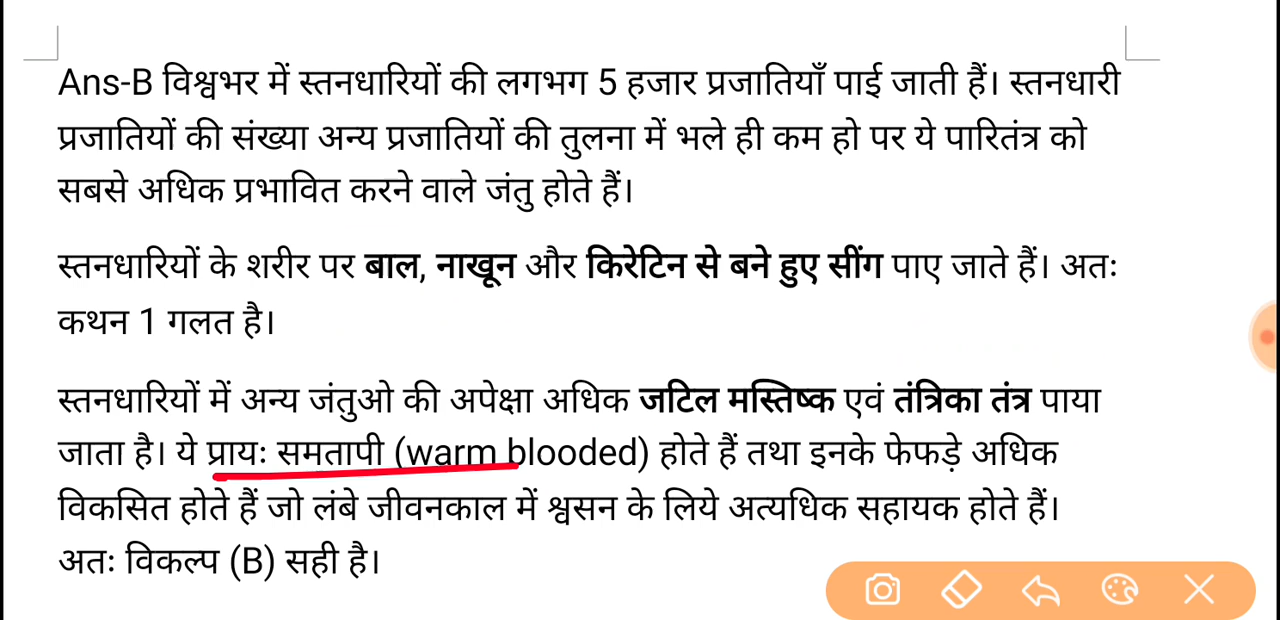 Ans-B विश्वभर में स्तनधारियों की लगभग 5 हजार प्रजातियाँ पाई जाती हैं। स्तनधारी
प्रजातियों की संख्या अन्य प्रजातियों की तुलना में भले ही कम हो पर ये पारितंत्र को
सबसे अधिक प्रभावित करने वाले जंतु होते हैं।
स्तनधारियों के शरीर पर बाल, नाखून और किरेटिन से बने हुए सींग पाए जाते हैं। अतः
कथन 1 गलत है।
स्तनधारियों में अन्य जंतुओ की अपेक्षा अधिक जटिल मस्तिष्क एवं तंत्रिका तंत्र पाया
जाता है। ये प्रायः समतापी (warm blooded) होते हैं तथा इनके फेफड़े अधिक
विकसित होते हैं जो लंबे जीवनकाल में श्वसन के लिये अत्यधिक सहायक होते हैं।
अतः विकल्प (B) सही है।